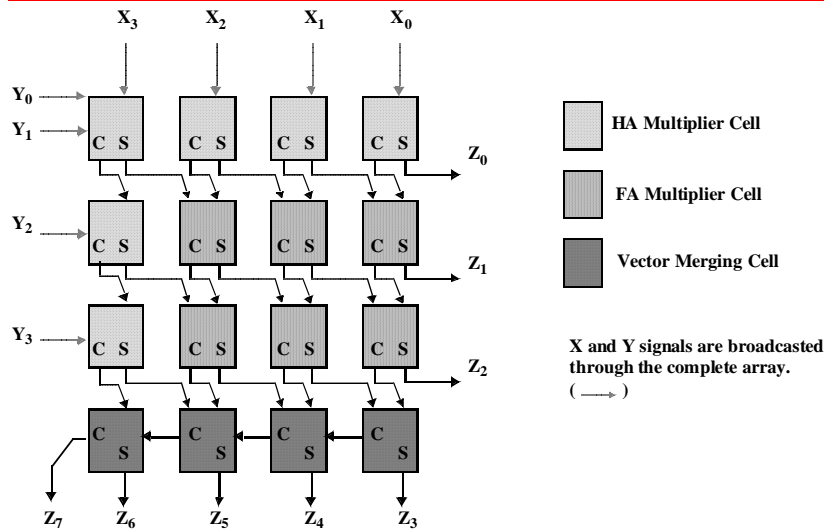 X₃ X₂ X₁ X₀
Y₀
Y₁
C S C S C S C S
Z₀
Y₂
C S C S C S C S
Z₁
Y₃
C S C S C S C S
Z₂
C S C S C S C S
Z₇ Z₆ Z₅ Z₄ Z₃
HA Multiplier Cell
FA Multiplier Cell
Vector Merging Cell
X and Y signals are broadcasted
through the complete array.
( )